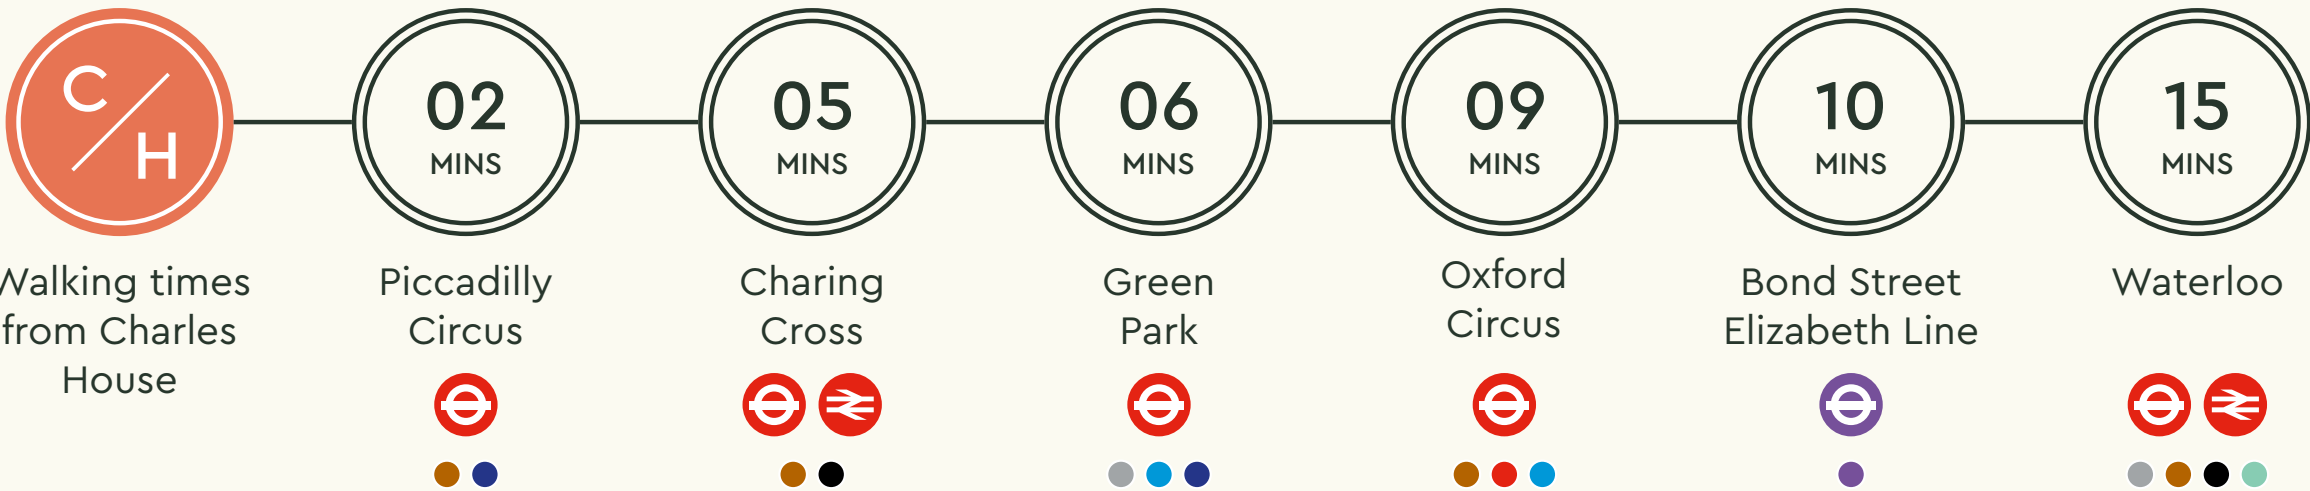 C/H
02
MINS
05
MINS
06
MINS
09
MINS
10
MINS
15
MINS
Walking times
from Charles
House
Piccadilly
Circus
Charing
Cross
Green
Park
Oxford
Circus
Bond Street
Elizabeth Line
Waterloo